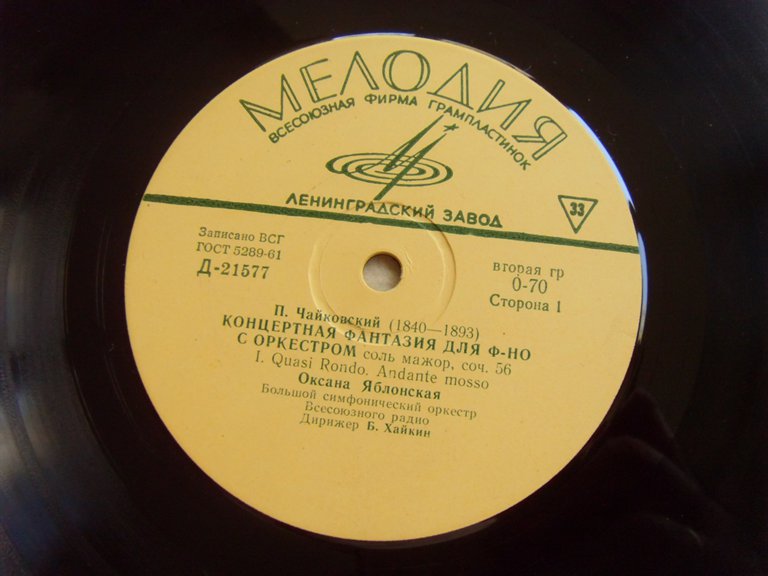 МЕЛОДИЯ
ВСЕСОЮЗНАЯ ФИРМА ГРАМПЛАСТИНОК
ЛЕНИНГРАДСКИЙ ЗАВОД
33
Записано ВСГ
ГОСТ 5289-61
Д-21577
вторая гр
0-70
Сторона 1
П. Чайковский (1840—1893)
КОНЦЕРТНАЯ ФАНТАЗИЯ ДЛЯ Ф-НО
С ОРКЕСТРОМ соль мажор, соч. 56
I. Quasi Rondo. Andante mosso
Оксана Яблонская
Большой симфонический оркестр
Всесоюзного радио
Дирижер Б. Хайкин